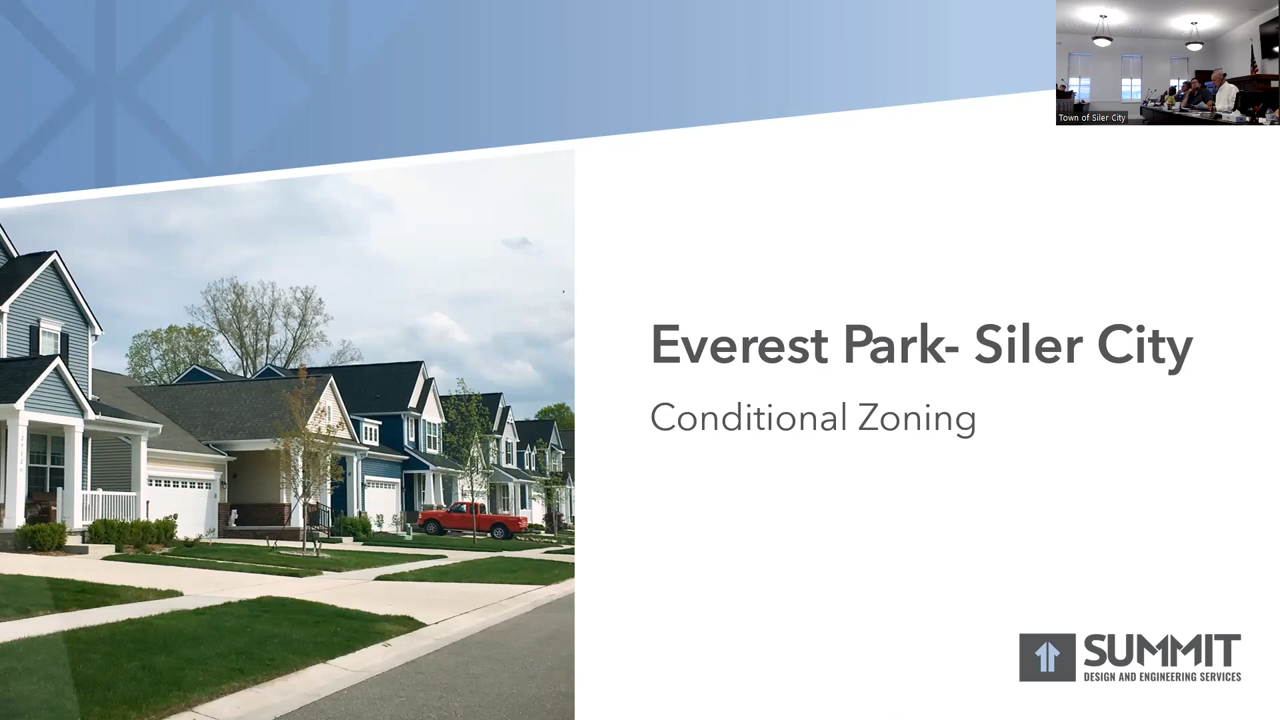 Town of Siler City
Everest Park- Siler City
Conditional Zoning
SUMMIT
DESIGN AND ENGINEERING SERVICES